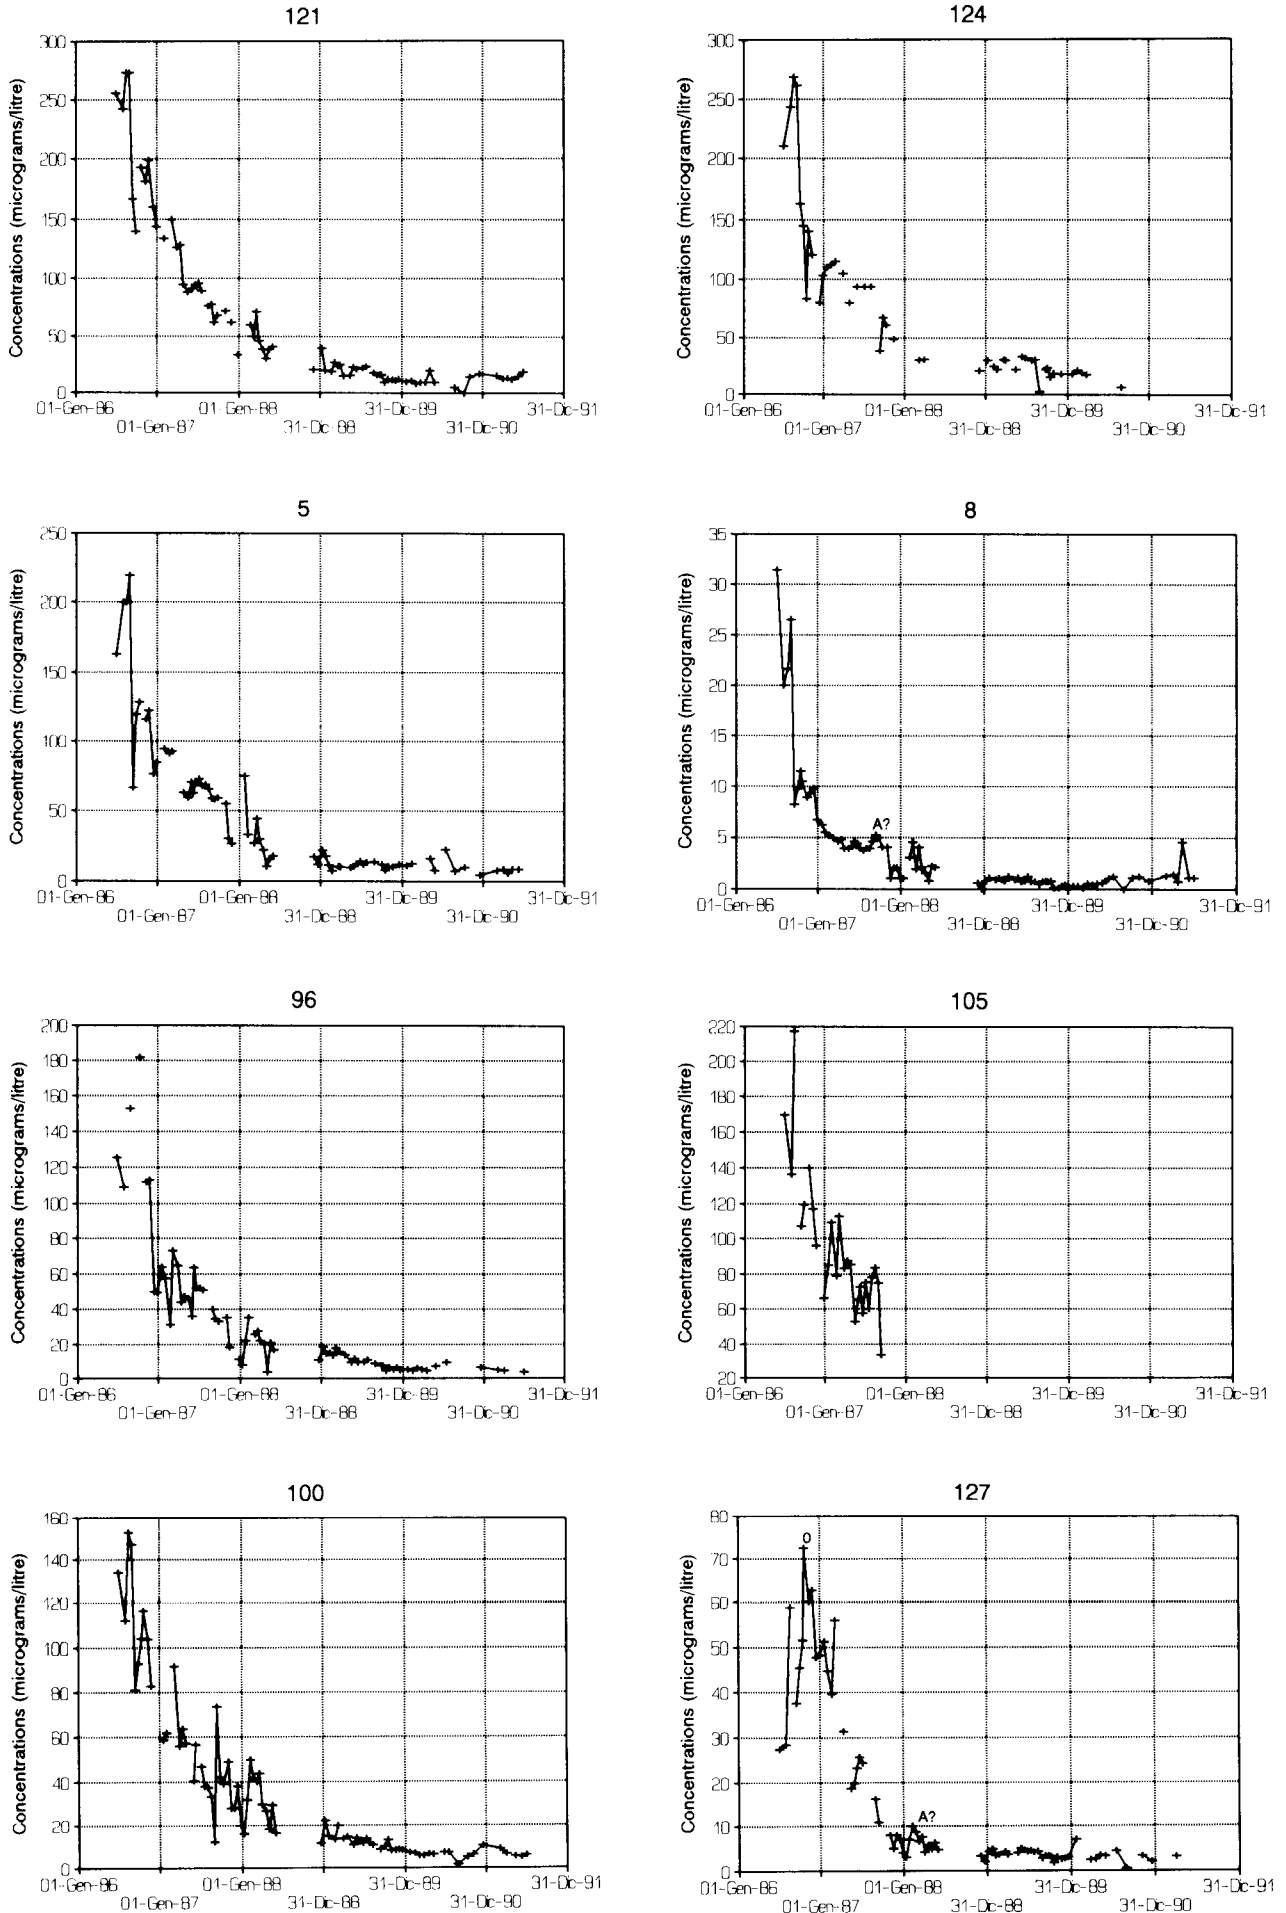 121
Concentrations (micrograms/litre)
300
250
200
150
100
50
0
01-Gen-86
01-Gen-88
31-Dic-89
31-Dic-91
01-Gen-87
31-Dic-88
31-Dic-90
124
Concentrations (micrograms/litre)
300
250
200
150
100
50
0
01-Gen-86
01-Gen-88
31-Dic-89
31-Dic-91
01-Gen-87
31-Dic-88
31-Dic-90
5
Concentrations (micrograms/litre)
250
200
150
100
50
0
01-Gen-86
01-Gen-88
31-Dic-89
31-Dic-91
01-Gen-87
31-Dic-88
31-Dic-90
8
Concentrations (micrograms/litre)
35
30
25
20
15
10
5
0
A?
01-Gen-86
01-Gen-88
31-Dic-89
31-Dic-91
01-Gen-87
31-Dic-88
31-Dic-90
96
Concentrations (micrograms/litre)
200
180
160
140
120
100
80
60
40
20
0
01-Gen-86
01-Gen-88
31-Dic-89
31-Dic-91
01-Gen-87
31-Dic-88
31-Dic-90
105
Concentrations (micrograms/litre)
220
200
180
160
140
120
100
80
60
40
20
01-Gen-86
01-Gen-88
31-Dic-89
31-Dic-91
01-Gen-87
31-Dic-88
31-Dic-90
100
Concentrations (micrograms/litre)
160
140
120
100
80
60
40
20
0
01-Gen-86
01-Gen-88
31-Dic-89
31-Dic-91
01-Gen-87
31-Dic-88
31-Dic-90
127
Concentrations (micrograms/litre)
80
70
60
50
40
30
20
10
0
O
A?
01-Gen-86
01-Gen-88
31-Dic-89
31-Dic-91
01-Gen-87
31-Dic-88
31-Dic-90